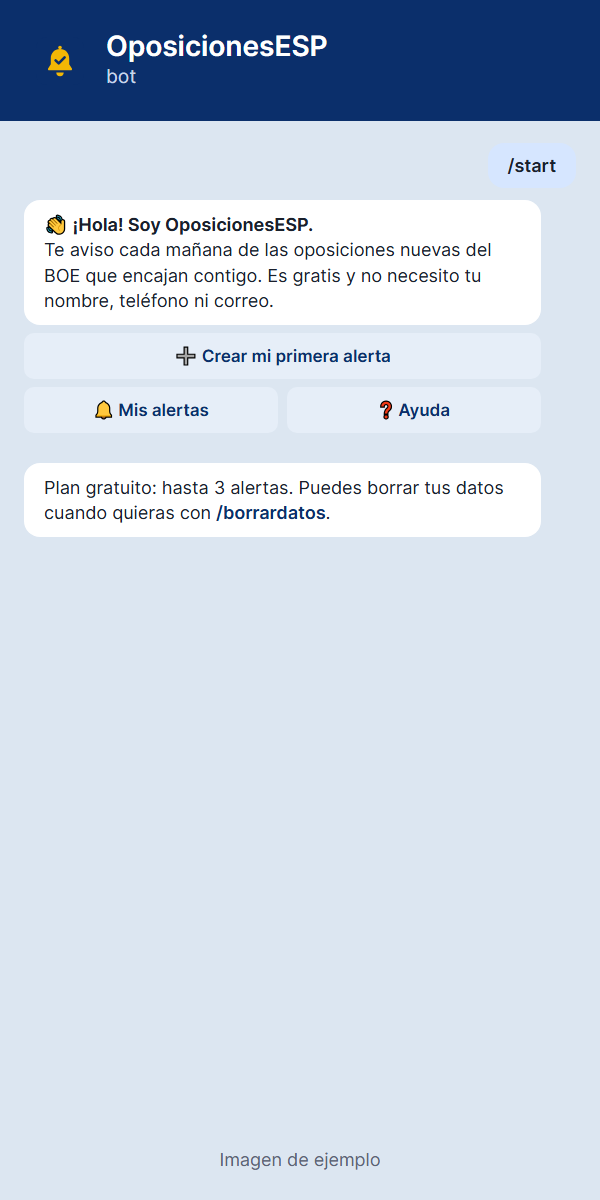 OposicionesESP
bot
/start
👋 ¡Hola! Soy OposicionesESP.
Te aviso cada mañana de las oposiciones nuevas del
BOE que encajan contigo. Es gratis y no necesito tu
nombre, teléfono ni correo.
➕ Crear mi primera alerta
🔔 Mis alertas
❓ Ayuda
Plan gratuito: hasta 3 alertas. Puedes borrar tus datos
cuando quieras con /borrardatos.
Imagen de ejemplo